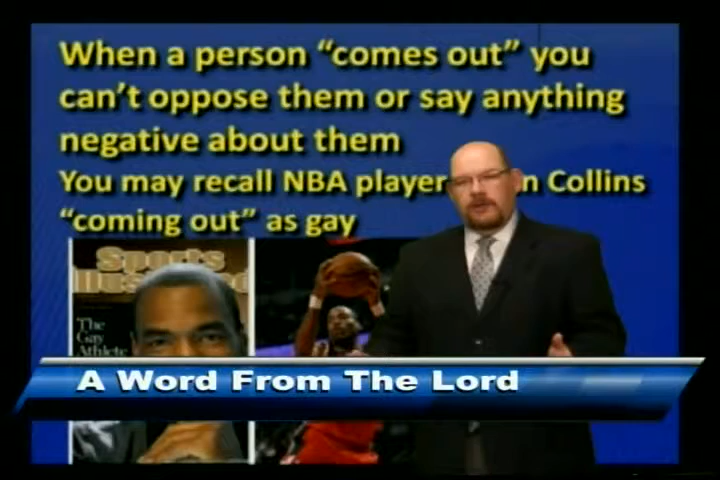 When a person “comes out” you
can’t oppose them or say anything
negative about them
You may recall NBA player n Collins
“coming out” as gay
Sports
The
Gay
Athlete
A Word From The Lord